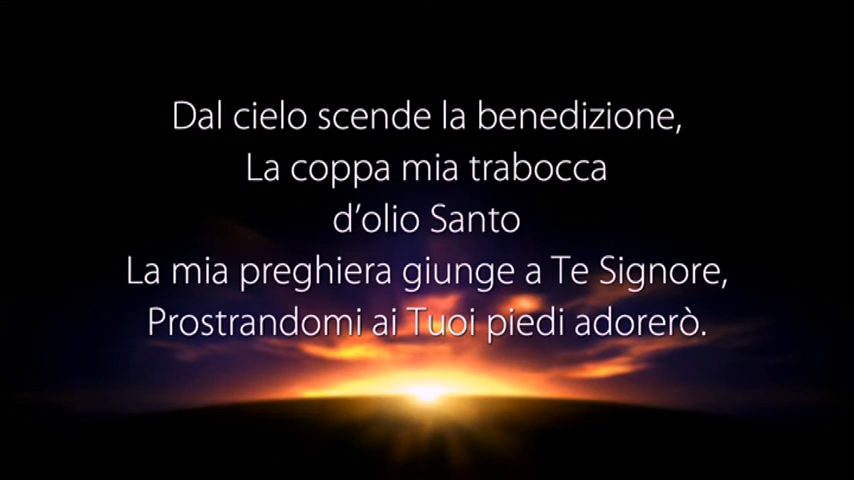 Dal cielo scende la benedizione,
La coppa mia trabocca
d’olio Santo
La mia preghiera giunge a Te Signore,
Prostrandomi ai Tuoi piedi adorerò.